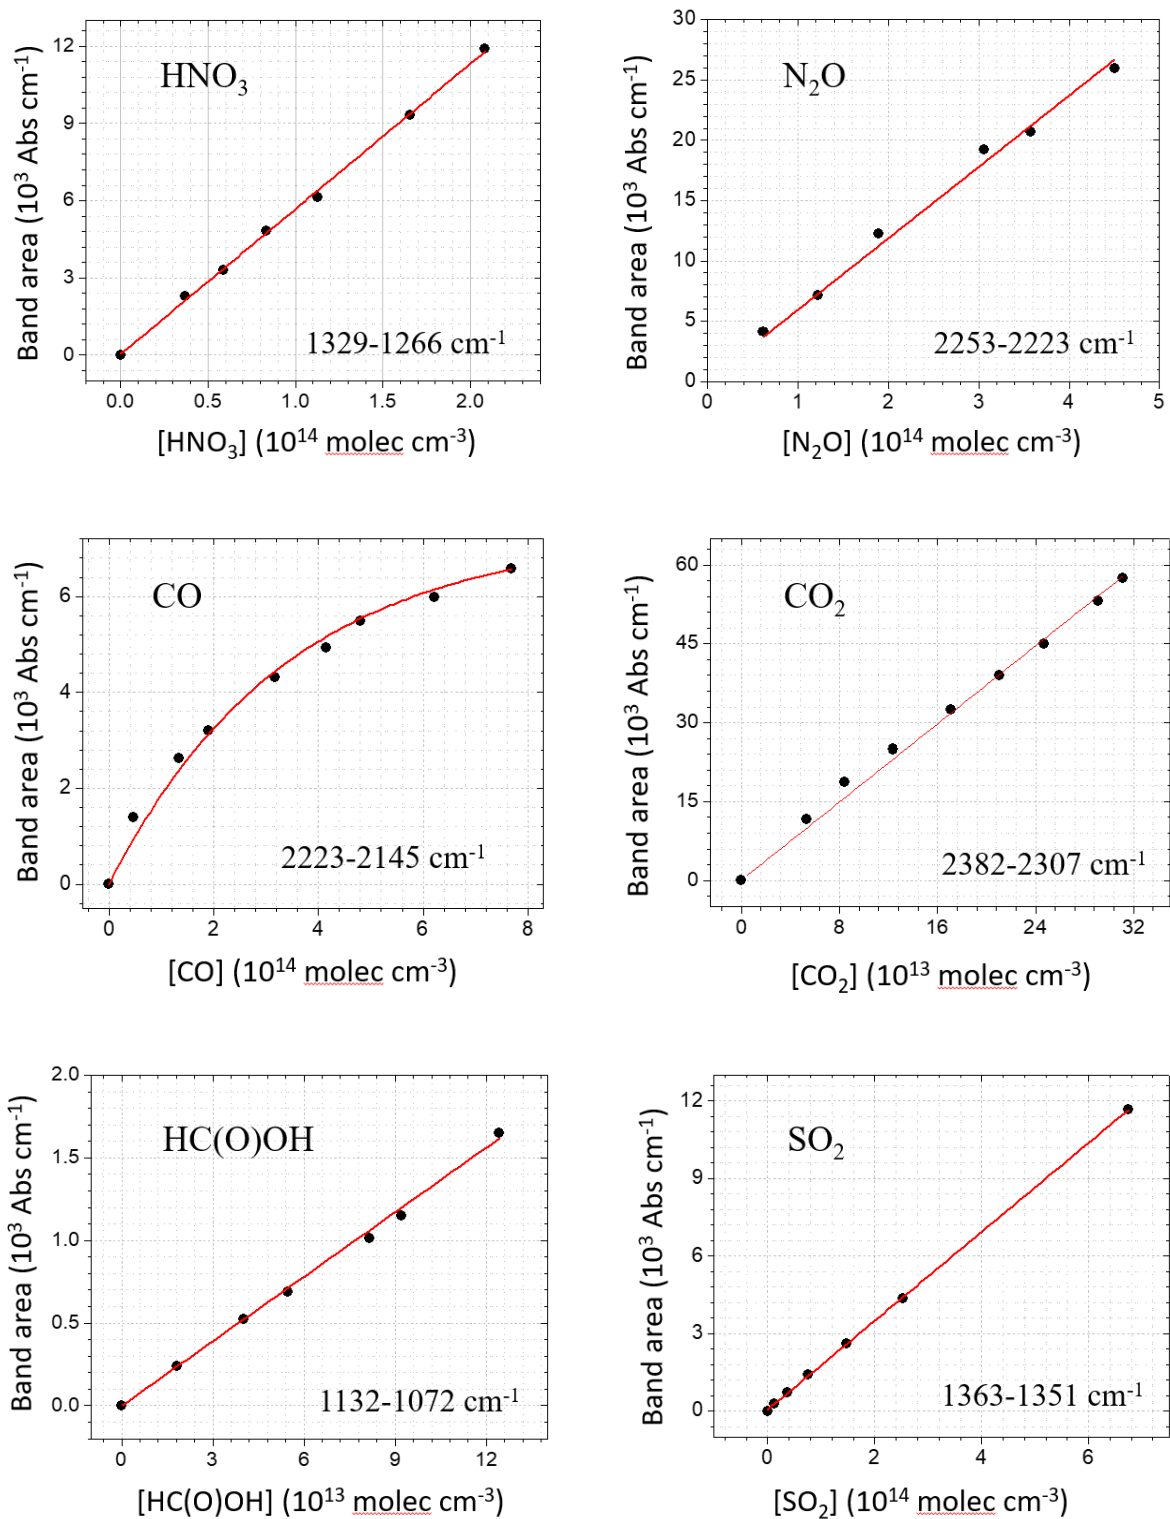 HNO3
Band area (10³ Abs cm⁻¹)
12
9
6
3
0
1329-1266 cm⁻¹
0.0 0.5 1.0 1.5 2.0
[HNO3] (10¹⁴ molec cm⁻³)
N2O
Band area (10³ Abs cm⁻¹)
30
25
20
15
10
5
0
2253-2223 cm⁻¹
0 1 2 3 4 5
[N2O] (10¹⁴ molec cm⁻³)
CO
Band area (10³ Abs cm⁻¹)
6
4
2
0
2223-2145 cm⁻¹
0 2 4 6 8
[CO] (10¹⁴ molec cm⁻³)
CO2
Band area (10³ Abs cm⁻¹)
60
45
30
15
0
2382-2307 cm⁻¹
0 8 16 24 32
[CO2] (10¹³ molec cm⁻³)
HC(O)OH
Band area (10³ Abs cm⁻¹)
2.0
1.5
1.0
0.5
0.0
1132-1072 cm⁻¹
0 3 6 9 12
[HC(O)OH] (10¹³ molec cm⁻³)
SO2
Band area (10³ Abs cm⁻¹)
12
9
6
3
0
1363-1351 cm⁻¹
0 2 4 6
[SO2] (10¹⁴ molec cm⁻³)